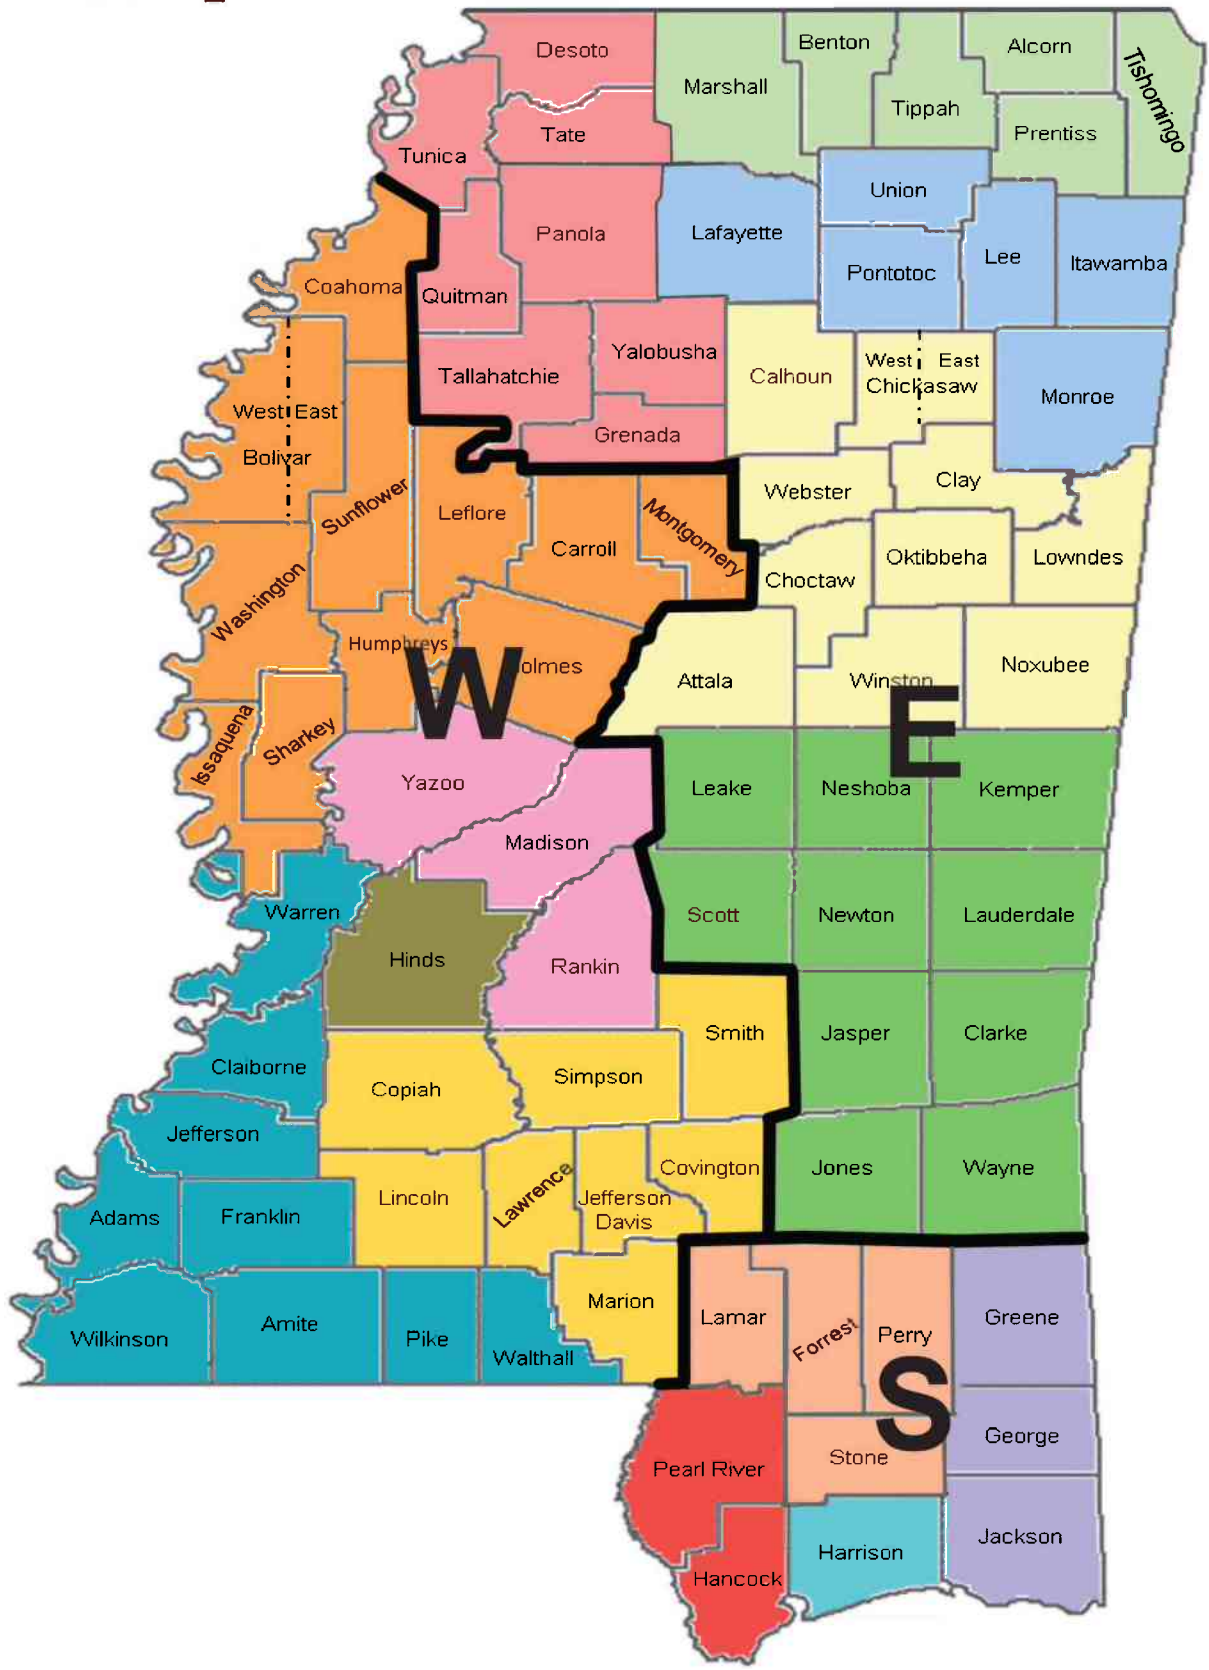 Desoto
Marshall
Benton
Alcorn
Tishomingo
Tippah
Prentiss
Tate
Tunica
Union
Panola
Lafayette
Lee
Itawamba
Pontotoc
Coahoma
Quitman
Yalobusha
Tallahatchie
Calhoun
West East
Chickasaw
Monroe
West East
Bolivar
Grenada
Sunflower
Leflore
Webster
Clay
Carroll
Montgomery
Choctaw
Oktibbeha
Lowndes
Washington
Humphreys
olmes
W
Attala
Winston
Noxubee
E
Issaquena
Sharkey
Yazoo
Leake
Neshoba
Kemper
Madison
Warren
Scott
Newton
Lauderdale
Hinds
Rankin
Smith
Jasper
Clarke
Claiborne
Copiah
Simpson
Jefferson
Lincoln
Lawrence
Jefferson
Davis
Covington
Jones
Wayne
Adams
Franklin
Marion
Lamar
Forrest
Perry
Greene
Wilkinson
Amite
Pike
Walthall
S
George
Pearl River
Stone
Jackson
Harrison
Hancock